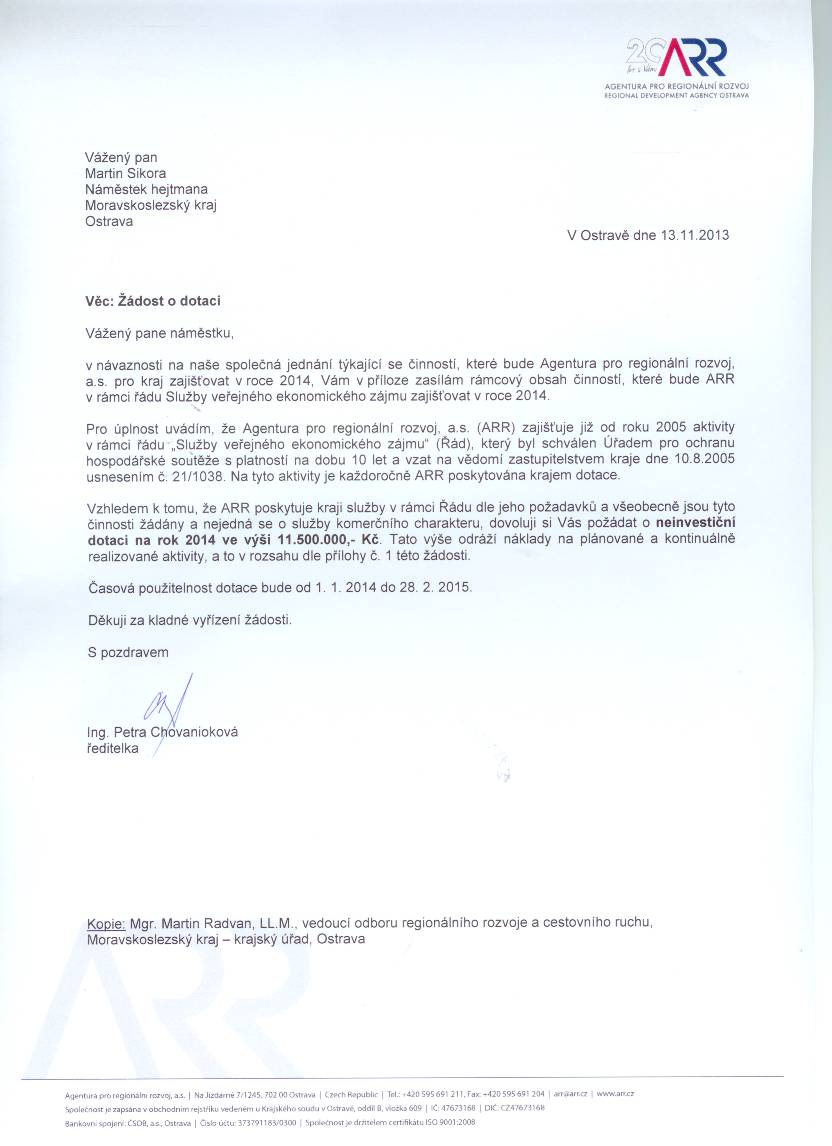 20 ARR
let s Vámi
AGENTURA PRO REGIONÁLNÍ ROZVOJ
REGIONAL DEVELOPMENT AGENCY OSTRAVA
Vážený pan
Martin Sikora
Náměstek hejtmana
Moravskoslezský kraj
Ostrava
V Ostravě dne 13.11.2013
Věc: Žádost o dotaci
Vážený pane náměstku,
v návaznosti na naše společná jednání týkající se činností, které bude Agentura pro regionální rozvoj,
a.s. pro kraj zajišťovat v roce 2014, Vám v příloze zasílám rámcový obsah činností, které bude ARR
v rámci řádu Služby veřejného ekonomického zájmu zajišťovat v roce 2014.
Pro úplnost uvádím, že Agentura pro regionální rozvoj, a.s. (ARR) zajišťuje již od roku 2005 aktivity
v rámci řádu „Služby veřejného ekonomického zájmu“ (Řád), který byl schválen Úřadem pro ochranu
hospodářské soutěže s platností na dobu 10 let a vzat na vědomí zastupitelstvem kraje dne 10.8.2005
usnesením č. 21/1038. Na tyto aktivity je každoročně ARR poskytována krajem dotace.
Vzhledem k tomu, že ARR poskytuje kraji služby v rámci Řádu dle jeho požadavků a všeobecně jsou tyto
činnosti žádány a nejedná se o služby komerčního charakteru, dovoluji si Vás požádat o neinvestiční
dotaci na rok 2014 ve výši 11.500.000,- Kč. Tato výše odráží náklady na plánované a kontinuálně
realizované aktivity, a to v rozsahu dle přílohy č. 1 této žádosti.
Časová použitelnost dotace bude od 1. 1. 2014 do 28. 2. 2015.
Děkuji za kladné vyřízení žádosti.
S pozdravem
Ing. Petra Chovanioková
ředitelka
Kopie: Mgr. Martin Radvan, LL.M., vedoucí odboru regionálního rozvoje a cestovního ruchu,
Moravskoslezský kraj – krajský úřad, Ostrava
ARR
Agentura pro regionální rozvoj, a.s. | Na Jízdárně 7/1245, 702 00 Ostrava | Czech Republic | Tel.: +420 595 691 211, Fax: +420 595 691 204 | arr@arr.cz | www.arr.cz
Společnost je zapsána v obchodním rejstříku vedeném u Krajského soudu v Ostravě, oddíl B, vložka 609 | IČ: 47673168 | DIČ: CZ47673168
Bankovní spojení: ČSOB, a.s., Ostrava | Číslo účtu: 373791183/0300 | Společnost je držitelem certifikátu ISO 9001:2008